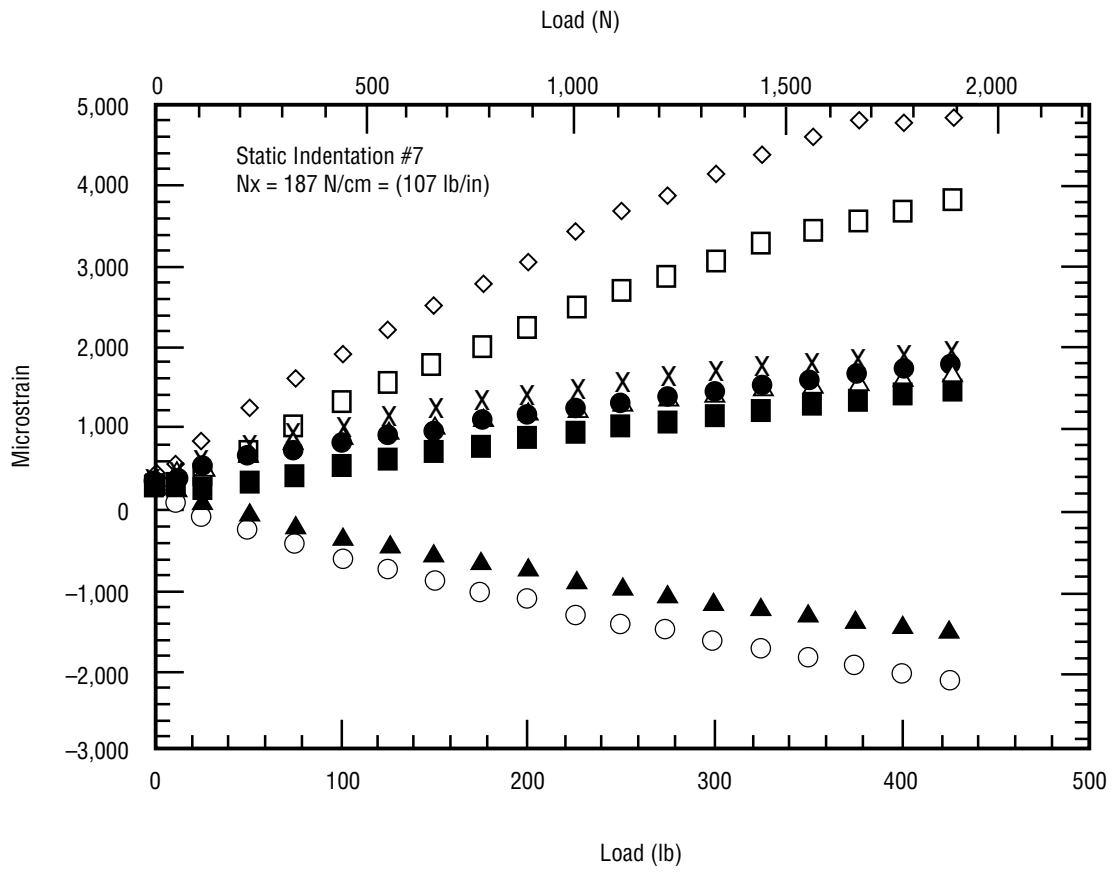 Load (N)
0 500 1,000 1,500 2,000
5,000
Static Indentation #7
Nx = 187 N/cm = (107 lb/in)
4,000
3,000
2,000
1,000
0
–1,000
–2,000
–3,000
Microstrain
0 100 200 300 400 500
Load (lb)